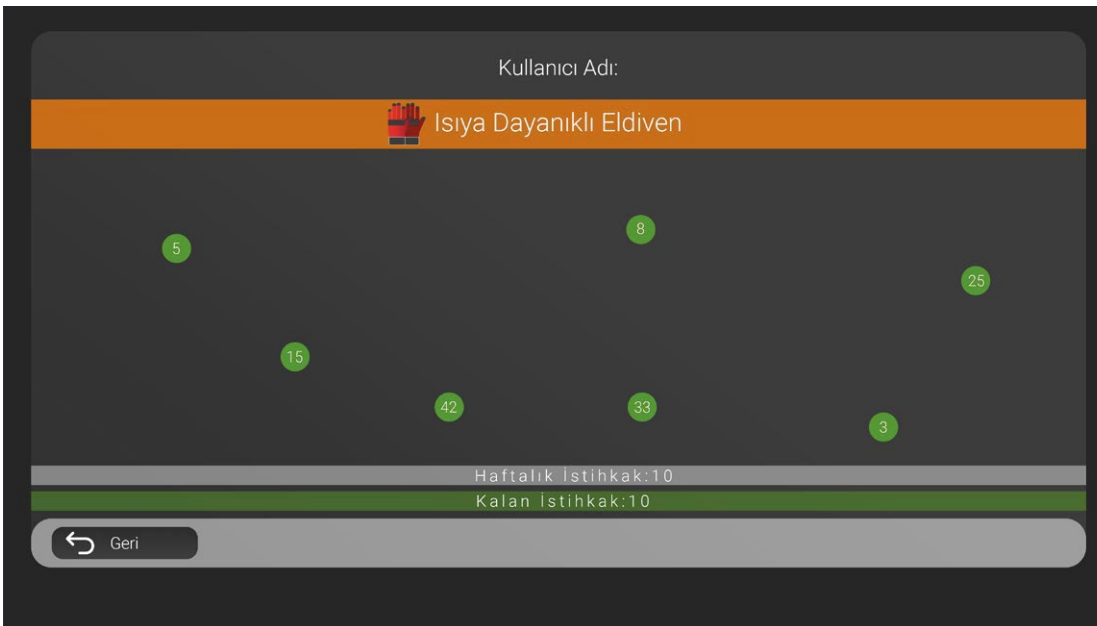 Kullanıcı Adı:
Isıya Dayanıklı Eldiven
8
5
25
15
42
33
3
Haftalık İstihkak:10
Kalan İstihkak:10
Geri